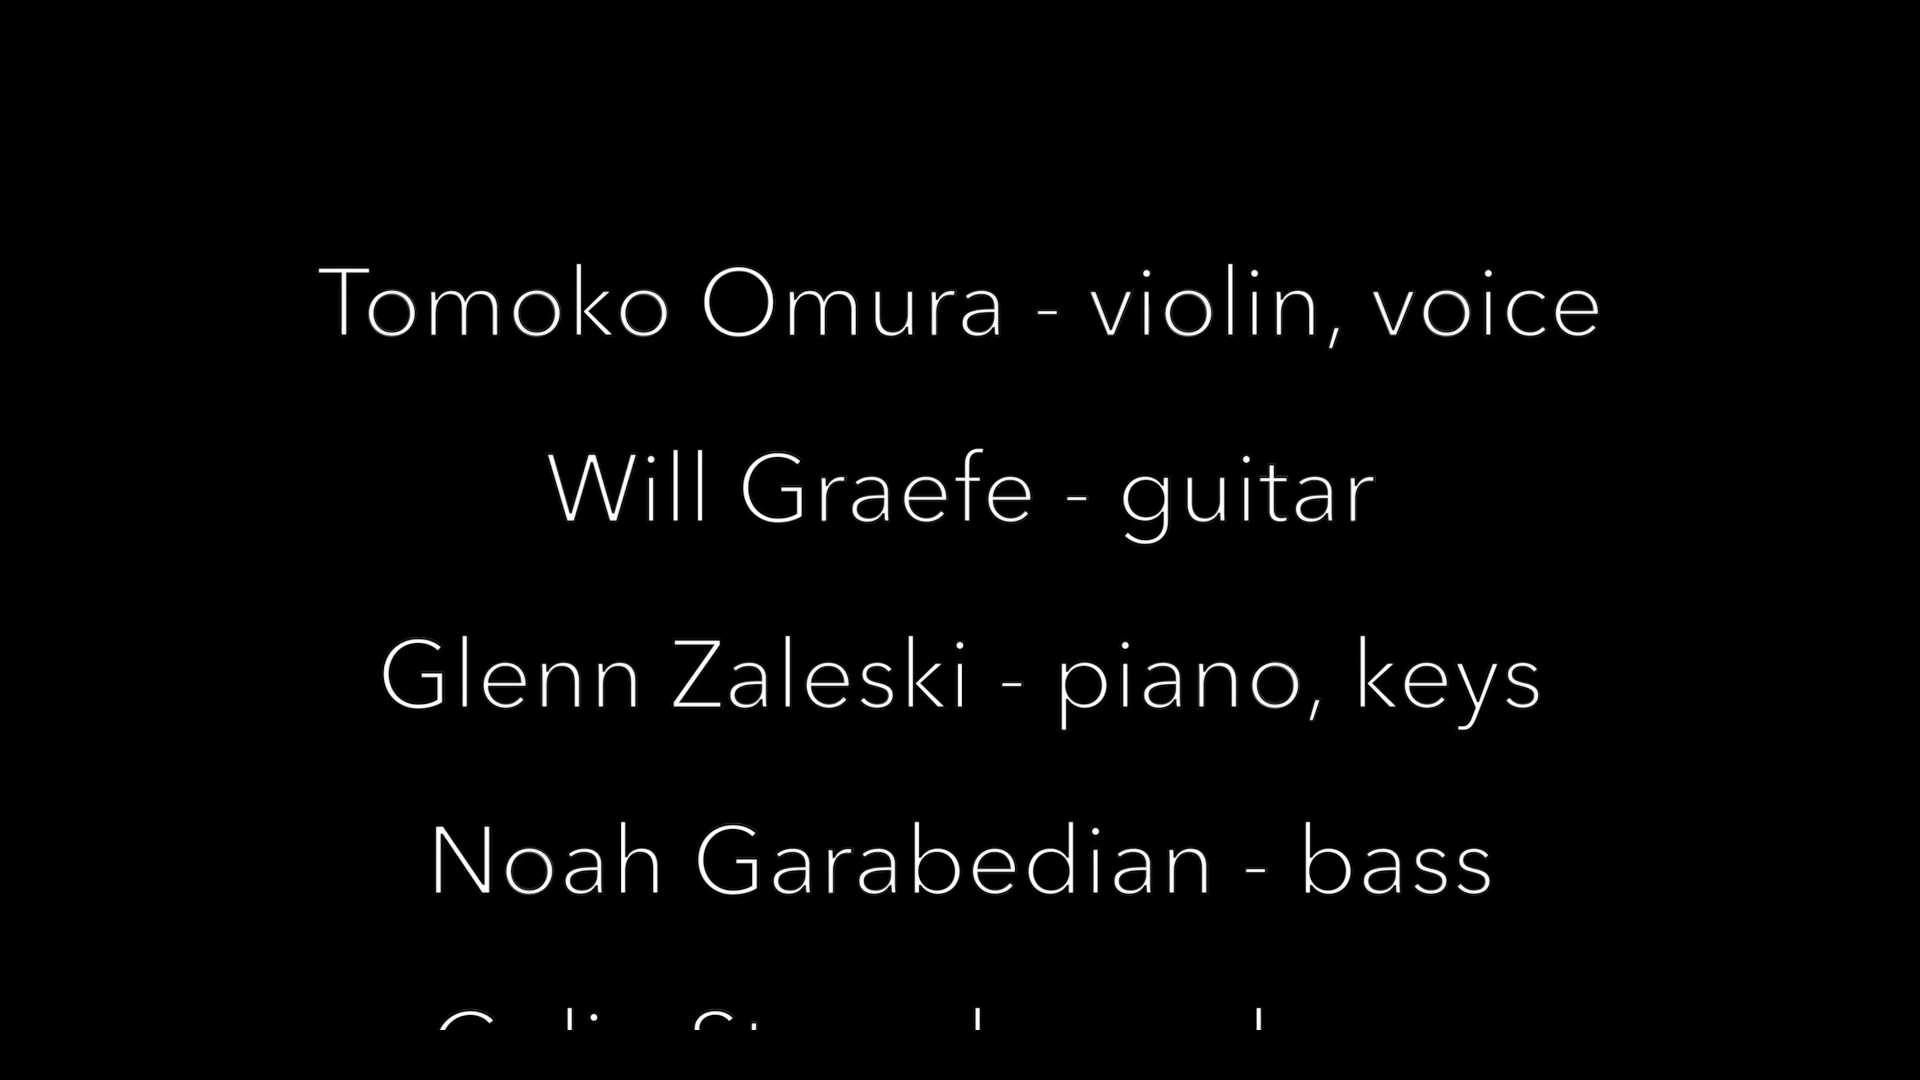 Tomoko Omura - violin, voice
Will Graefe - guitar
Glenn Zaleski - piano, keys
Noah Garabedian - bass